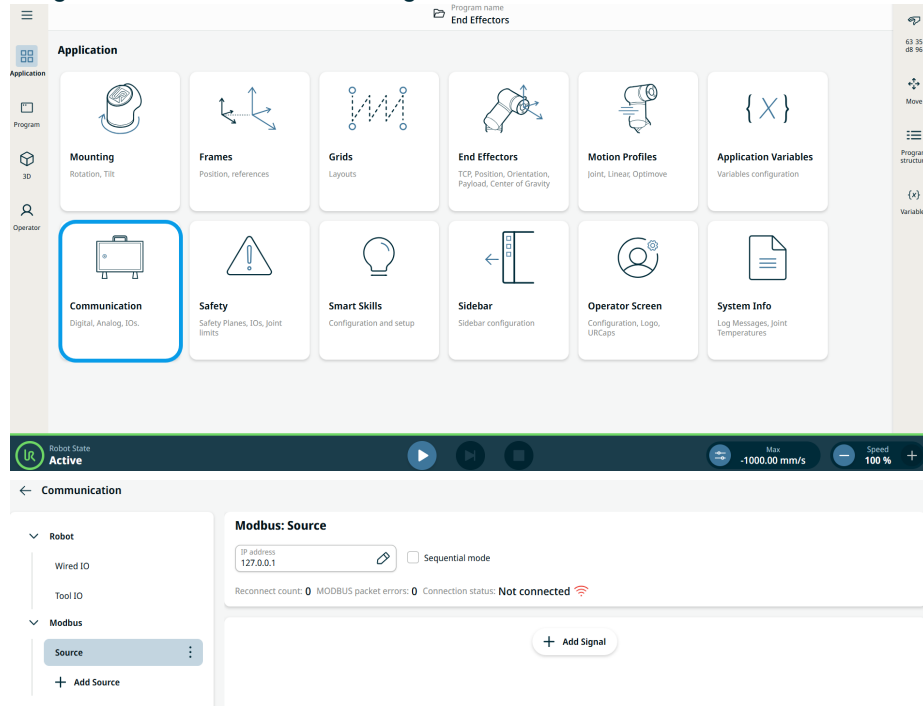 Program name
End Effectors
Application
63 35
d8 96
Application
Move
Program
Mounting
Rotation, Tilt
Frames
Position, references
Grids
Layouts
End Effectors
TCP, Position, Orientation,
Payload, Center of Gravity
Motion Profiles
Joint, Linear, Optimove
Application Variables
Variables configuration
3D
Operator
Communication
Digital, Analog, IOs.
Safety
Safety Planes, IOs, Joint
limits
Smart Skills
Configuration and setup
Sidebar
Sidebar configuration
Operator Screen
Configuration, Logo,
URCaps
System Info
Log Messages, Joint
Temperatures
UR
Robot State
Active
Max
-1000.00 mm/s
Speed
100 %
Communication
Robot
Wired IO
Tool IO
Modbus
Source
Add Source
Modbus: Source
IP address
127.0.0.1
Sequential mode
Reconnect count: 0 MODBUS packet errors: 0 Connection status: Not connected
Add Signal